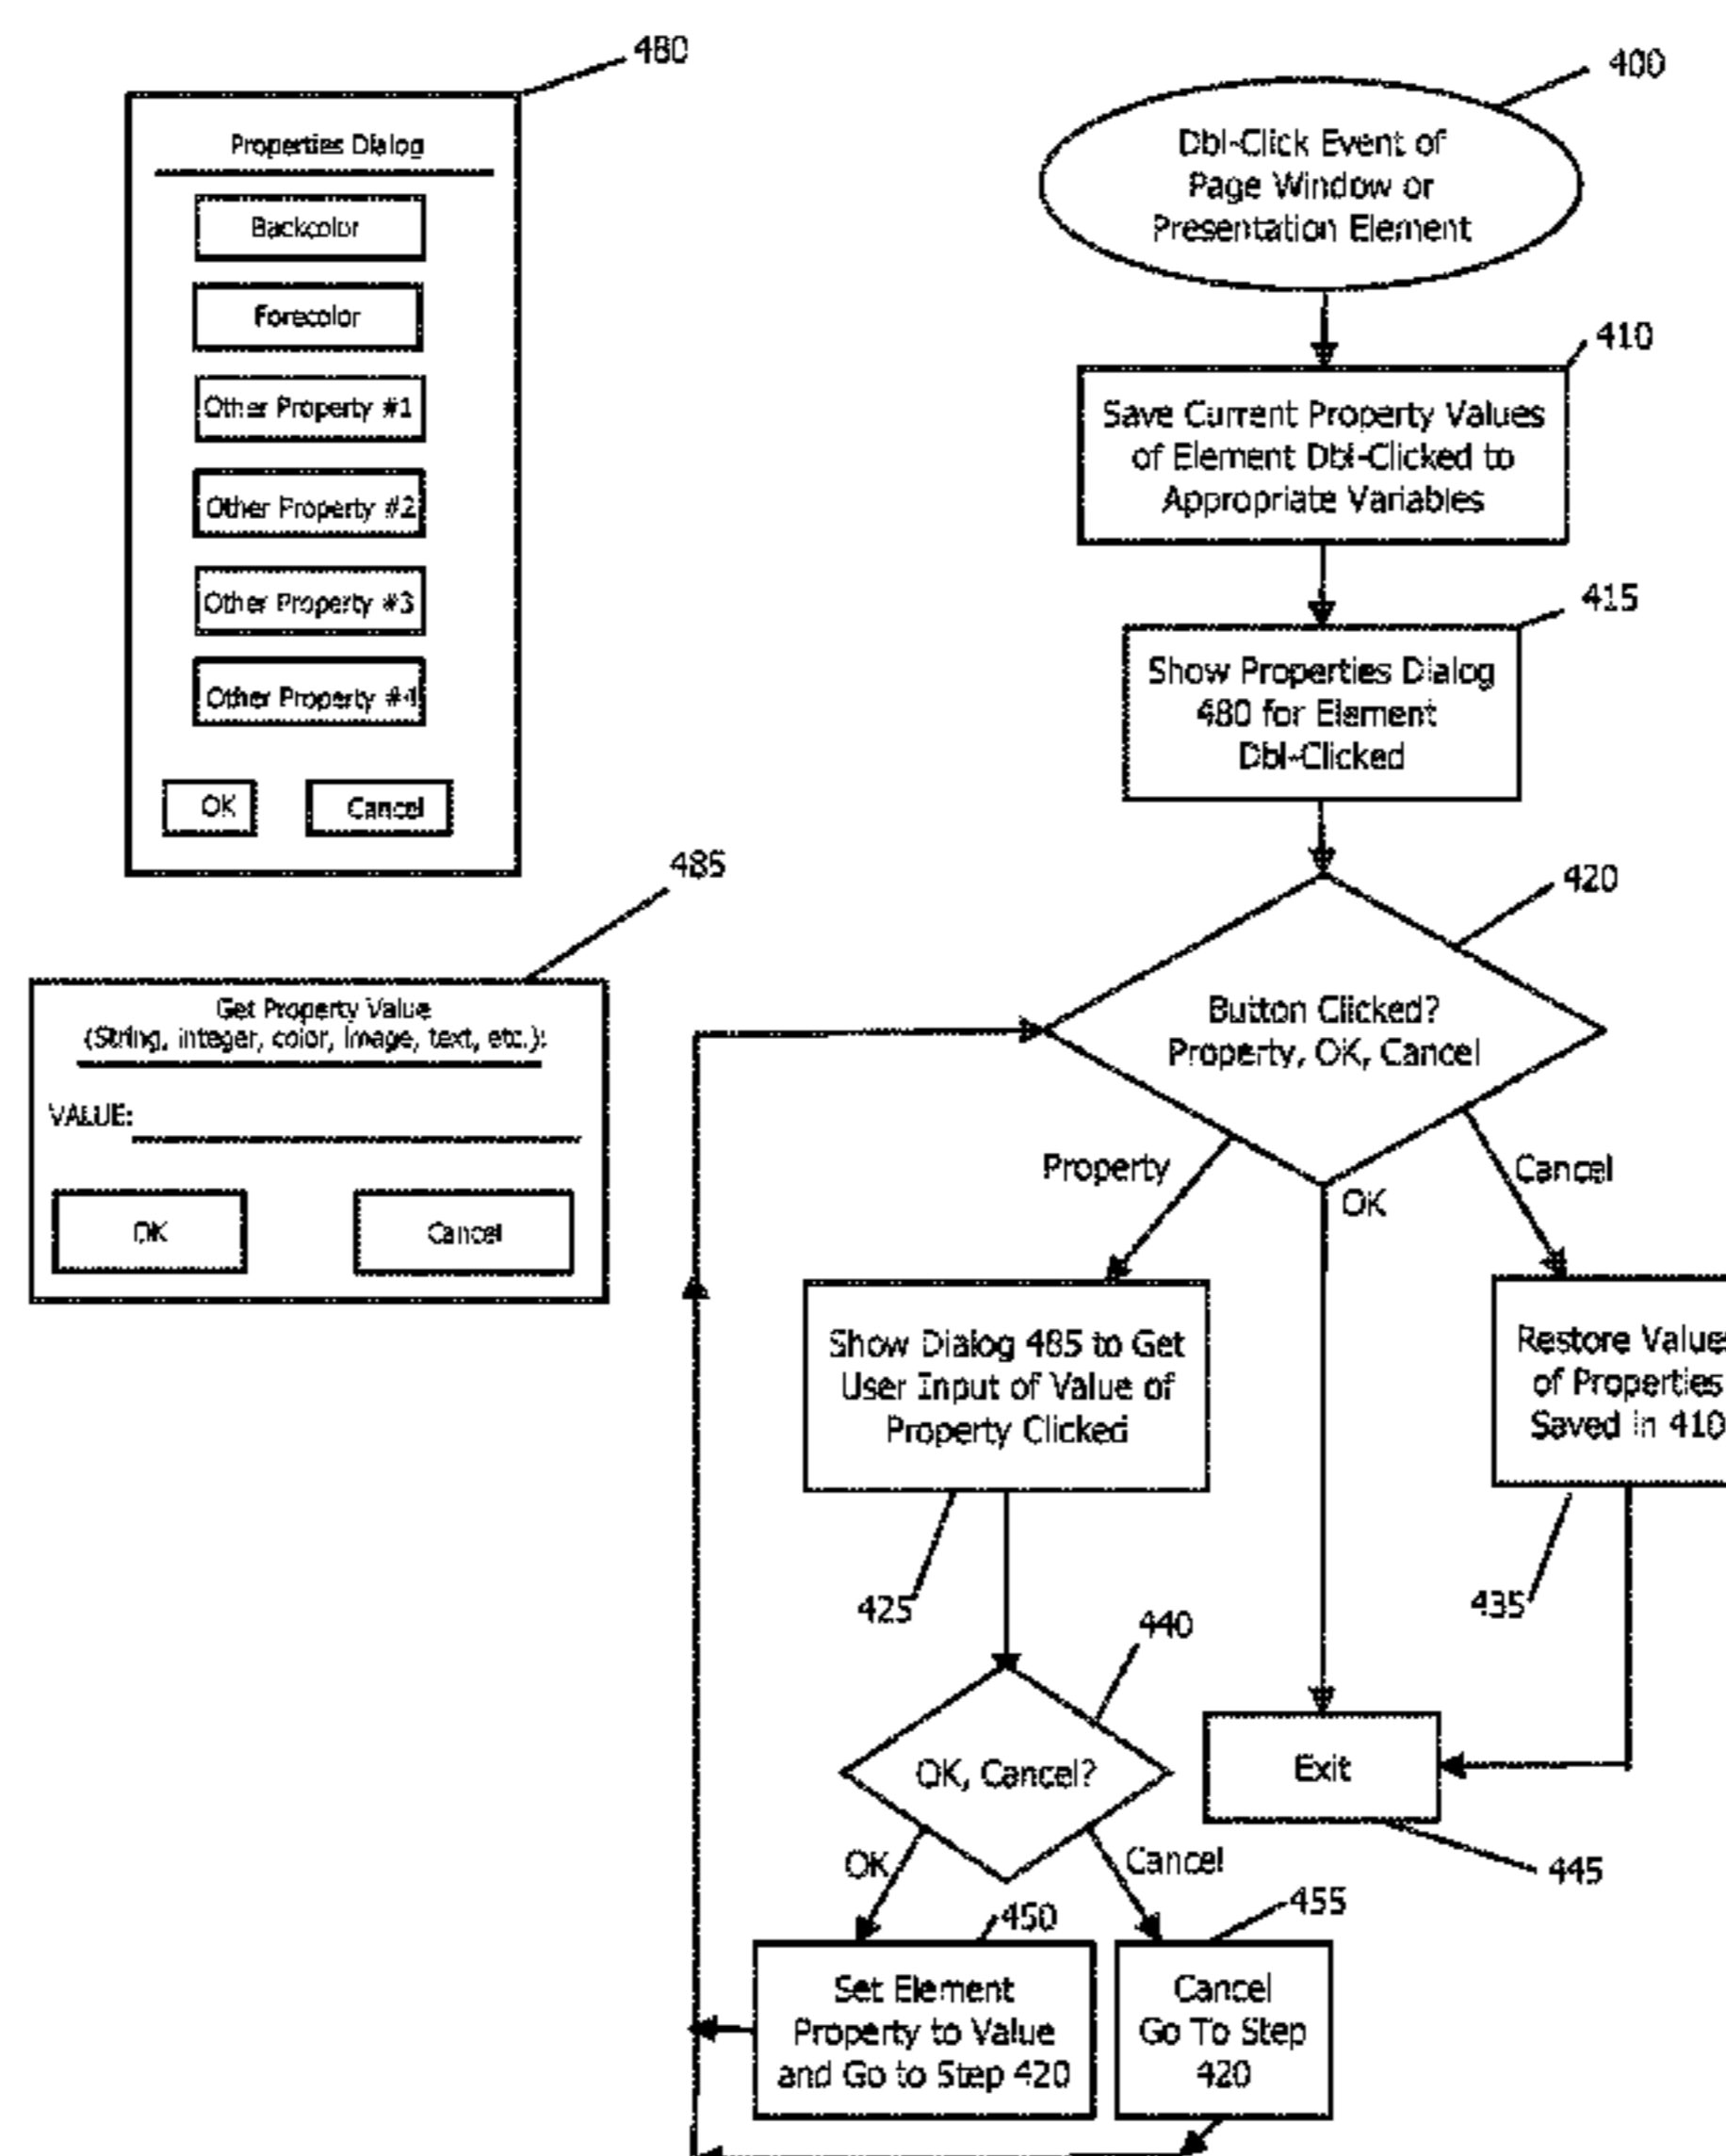 480
Properties Dialog
Backcolor
Forecolor
Other Property #1
Other Property #2
Other Property #3
Other Property #4
OK
Cancel
485
Get Property Value
(String, integer, color, Image, text, etc.):
VALUE:
OK
Cancel
400
Dbl-Click Event of
Page Window or
Presentation Element
410
Save Current Property Values
of Element Dbl-Clicked to
Appropriate Variables
415
Show Properties Dialog
480 for Element
Dbl-Clicked
420
Button Clicked?
Property, OK, Cancel
Property
OK
Cancel
Show Dialog 485 to Get
User Input of Value of
Property Clicked
425
Restore Values
of Properties
Saved in 410
435
440
OK, Cancel?
OK
Cancel
Exit
445
450
Set Element
Property to Value
and Go to Step 420
455
Cancel
Go To Step
420